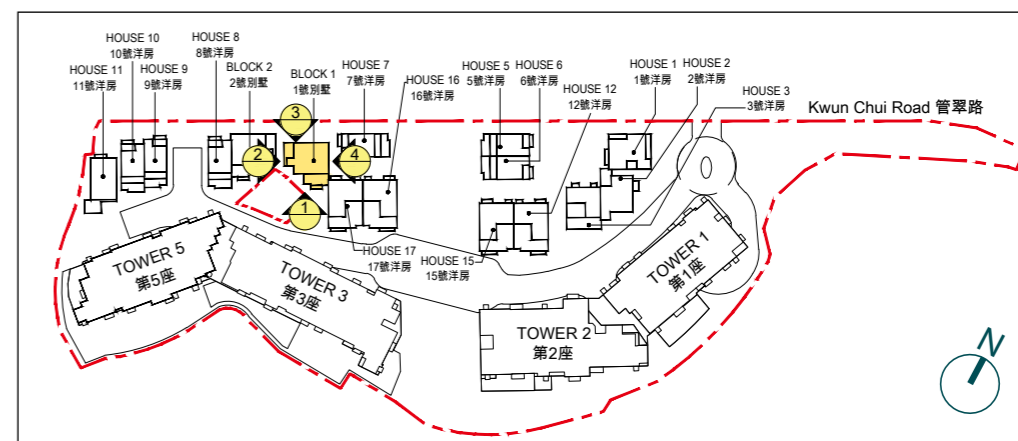 HOUSE 10
10號洋房
HOUSE 8
8號洋房
HOUSE 11
11號洋房
HOUSE 9
9號洋房
BLOCK 2
2號別墅
BLOCK 1
1號別墅
HOUSE 7
7號洋房
HOUSE 16
16號洋房
HOUSE 5
5號洋房
HOUSE 6
6號洋房
HOUSE 12
12號洋房
HOUSE 1
1號洋房
HOUSE 2
2號洋房
HOUSE 3
3號洋房
Kwun Chui Road 管翠路
3
2
4
1
HOUSE 17
17號洋房
HOUSE 15
15號洋房
TOWER 5
第5座
TOWER 3
第3座
TOWER 2
第2座
TOWER 1
第1座
N